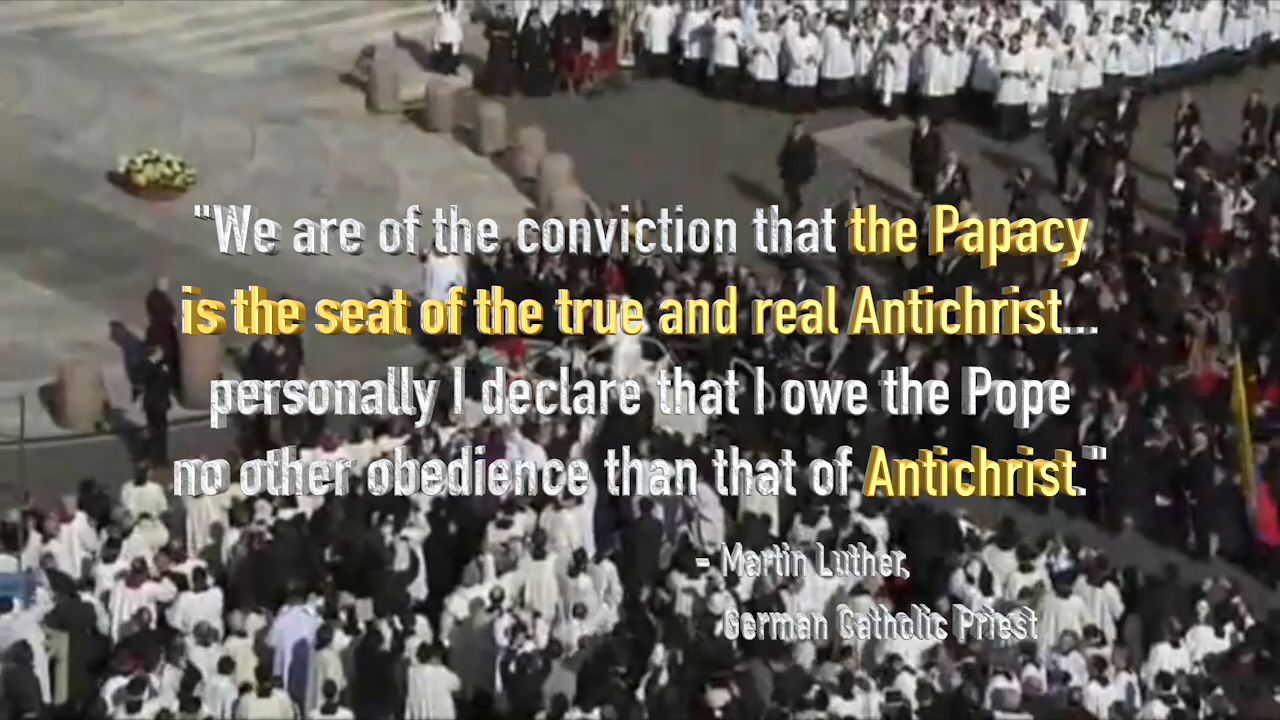 "We are of the conviction that the Papacy
is the seat of the true and real Antichrist...
personally I declare that I owe the Pope
no other obedience than that of Antichrist."
- Martin Luther,
German Catholic Priest